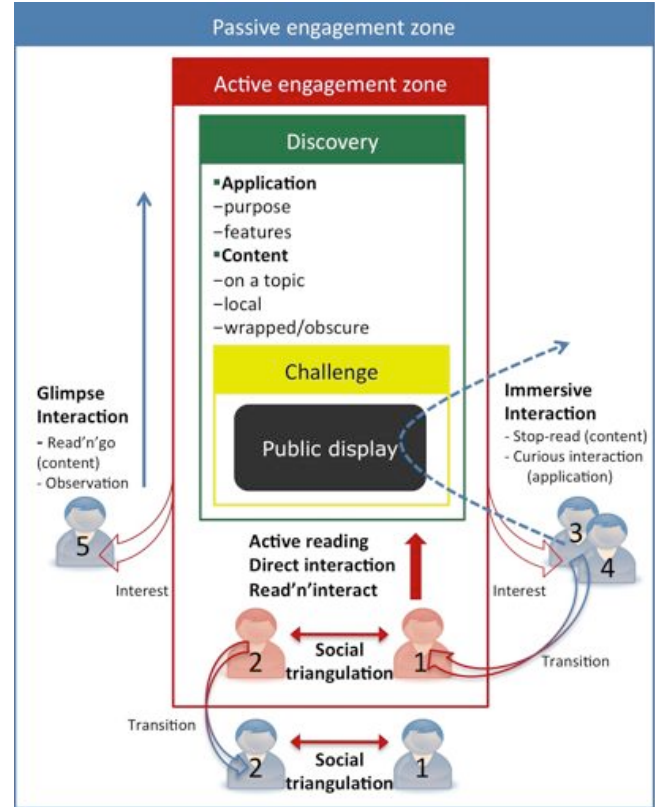 Passive engagement zone
Active engagement zone
Discovery
▪Application
–purpose
–features
▪Content
–on a topic
–local
–wrapped/obscure
Challenge
Public display
Glimpse
Interaction
- Read'n'go
(content)
- Observation
5
Interest
Immersive
Interaction
- Stop-read (content)
- Curious interaction
(application)
3
4
Interest
Active reading
Direct interaction
Read'n'interact
2
Social
triangulation
1
Transition
Transition
2
Social
triangulation
1